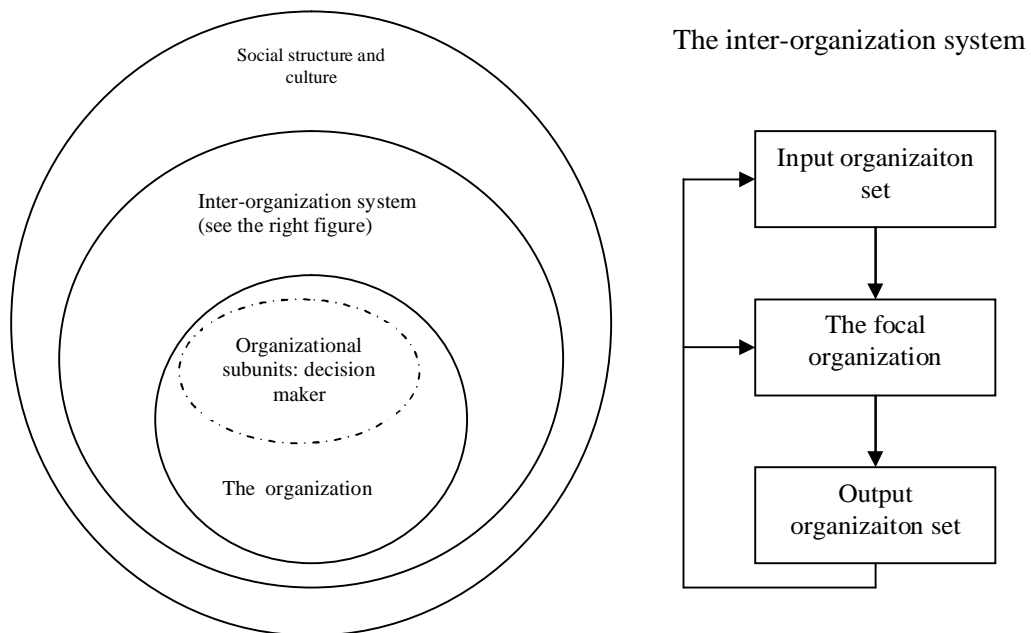 Social structure and
culture
Inter-organization system
(see the right figure)
Organizational
subunits: decision
maker
The organization
The inter-organization system
Input organizaiton
set
The focal
organization
Output
organizaiton set